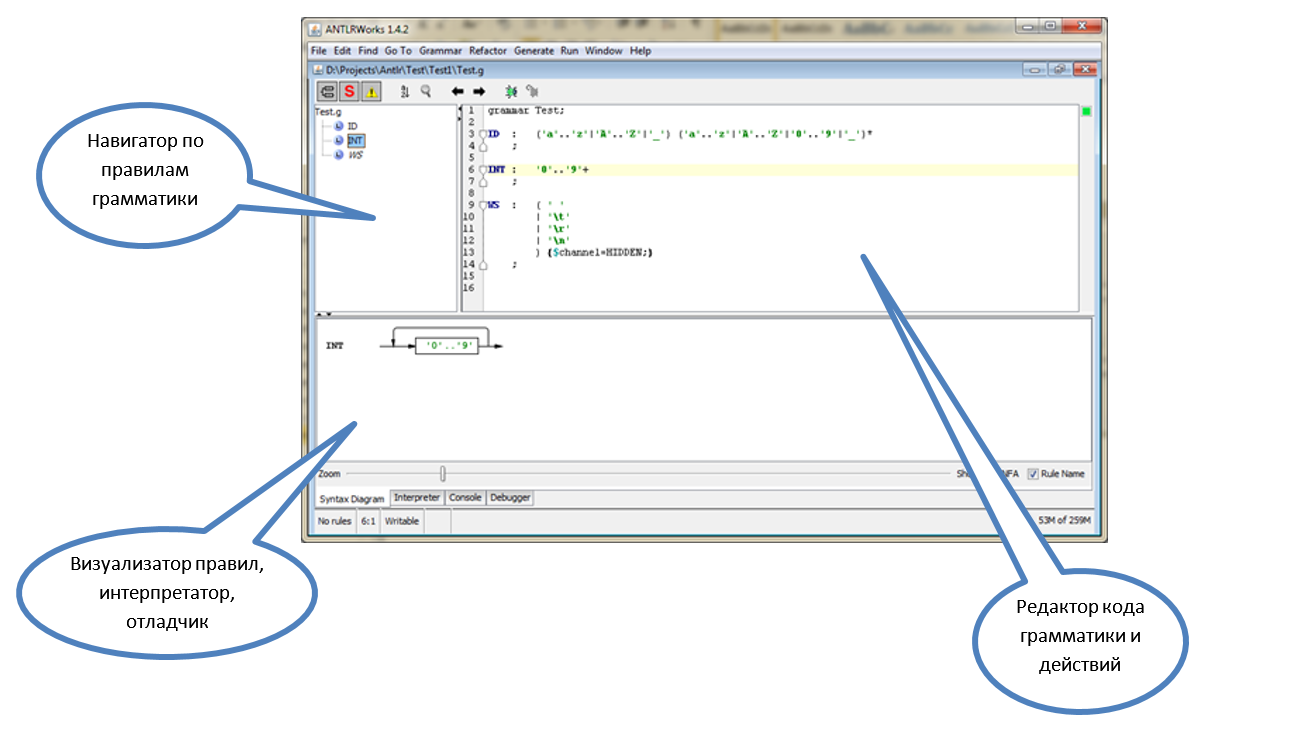 ANTLRWorks 1.4.2
File Edit Find Go To Grammar Refactor Generate Run Window Help
D:\Projects\Antlr\Test\Test1\Test.g
Навигатор по
правилам
грамматики
Test.g
ID
INT
WS
1 grammar Test;
2
3 ID : ('a'..'z'|'A'..'Z'|'_') ('a'..'z'|'A'..'Z'|'0'..'9'|'_')*
4 ;
5
6 INT : '0'..'9'+
7 ;
8
9 WS : ( ' '
10 | '\t'
11 | '\r'
12 | '\n'
13 ) {$channel=HIDDEN;}
14 ;
15
16
INT '0'..'9'
Zoom NFA Rule Name
Syntax Diagram Interpreter Console Debugger
No rules 6:1 Writable 53M of 259M
Визуализатор правил,
интерпретатор,
отладчик
Редактор кода
грамматики и
действий